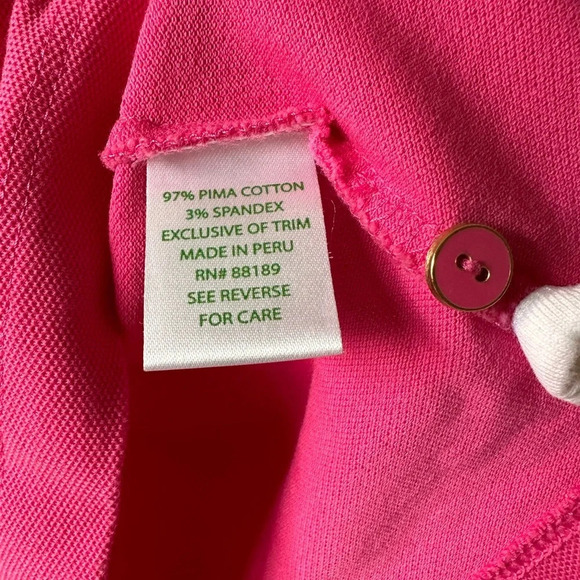 97% PIMA COTTON
3% SPANDEX
EXCLUSIVE OF TRIM
MADE IN PERU
RN# 88189
SEE REVERSE
FOR CARE